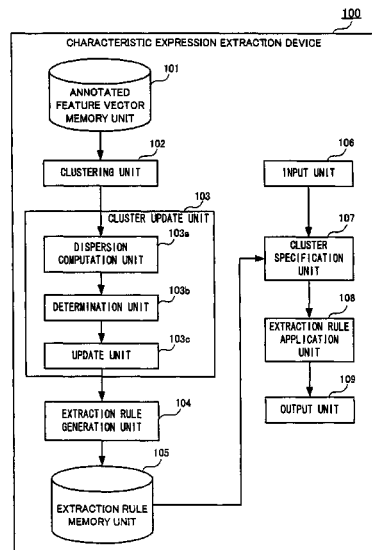 100
CHARACTERISTIC EXPRESSION EXTRACTION DEVICE
101
ANNOTATED
FEATURE VECTOR
MEMORY UNIT
102
CLUSTERING UNIT
103
CLUSTER UPDATE UNIT
103a
DISPERSION
COMPUTATION UNIT
103b
DETERMINATION UNIT
103c
UPDATE UNIT
104
EXTRACTION RULE
GENERATION UNIT
105
EXTRACTION RULE
MEMORY UNIT
106
INPUT UNIT
107
CLUSTER
SPECIFICATION
UNIT
108
EXTRACTION RULE
APPLICATION
UNIT
109
OUTPUT UNIT